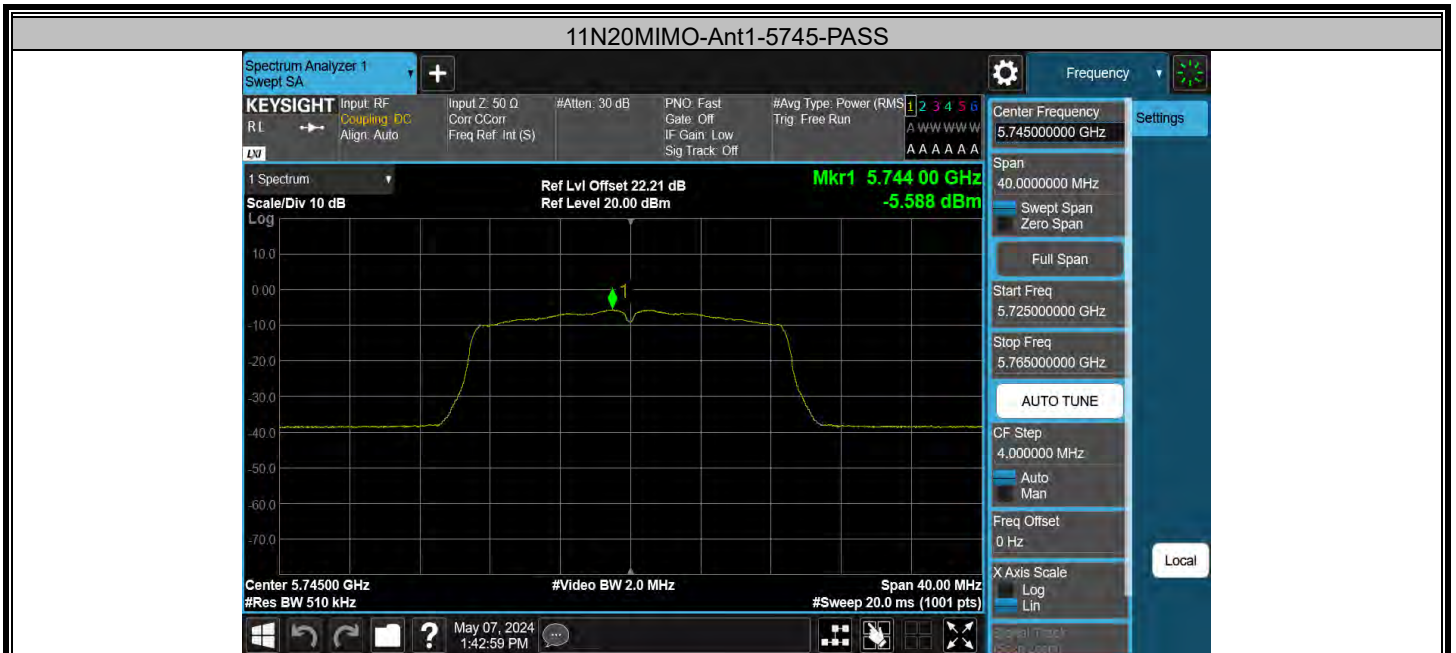 11N20MIMO-Ant1-5745-PASS
Spectrum Analyzer 1
Swept SA
+
Frequency
KEYSIGHT
RL
LXI
Input: RF
Coupling: DC
Align: Auto
Input Z: 50 Ω
Corr CCorr
Freq Ref: Int (S)
#Atten: 30 dB
PNO: Fast
Gate: Off
IF Gain: Low
Sig Track: Off
#Avg Type: Power (RMS
Trig: Free Run
1 2 3 4 5 6
A W W W W W
A A A A A A
1 Spectrum
Scale/Div 10 dB
Log
Ref Lvl Offset 22.21 dB
Ref Level 20.00 dBm
Mkr1 5.744 00 GHz
-5.588 dBm
10.0
0.00
-10.0
-20.0
-30.0
-40.0
-50.0
-60.0
-70.0
1
Center 5.74500 GHz
#Res BW 510 kHz
#Video BW 2.0 MHz
Span 40.00 MHz
#Sweep 20.0 ms (1001 pts)
Center Frequency
5.745000000 GHz
Settings
Span
40.0000000 MHz
Swept Span
Zero Span
Full Span
Start Freq
5.725000000 GHz
Stop Freq
5.765000000 GHz
AUTO TUNE
CF Step
4.000000 MHz
Auto
Man
Freq Offset
0 Hz
X Axis Scale
Log
Lin
Local
?
May 07, 2024
1:42:59 PM